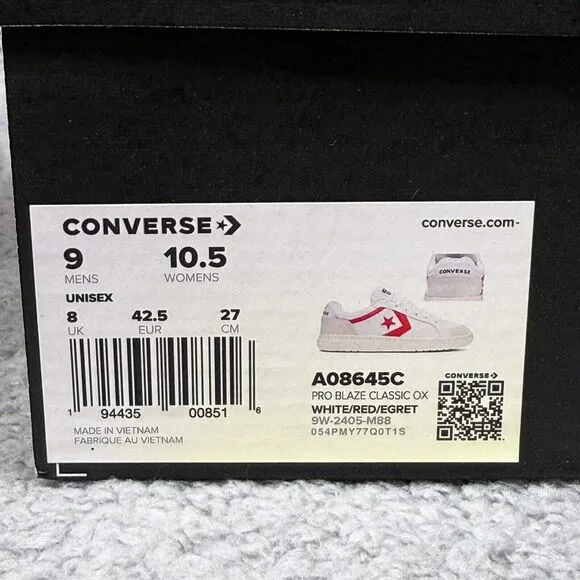 CONVERSE
converse.com-
9 10.5
MENS WOMENS
UNISEX
8 42.5 27
UK EUR CM
CONVERSE
A08645C
CONVERSE
PRO BLAZE CLASSIC OX
WHITE/RED/EGRET
9W-2405-M88
054PMY77Q0T1S
1 94435 00851 6
MADE IN VIETNAM
FABRIQUE AU VIETNAM